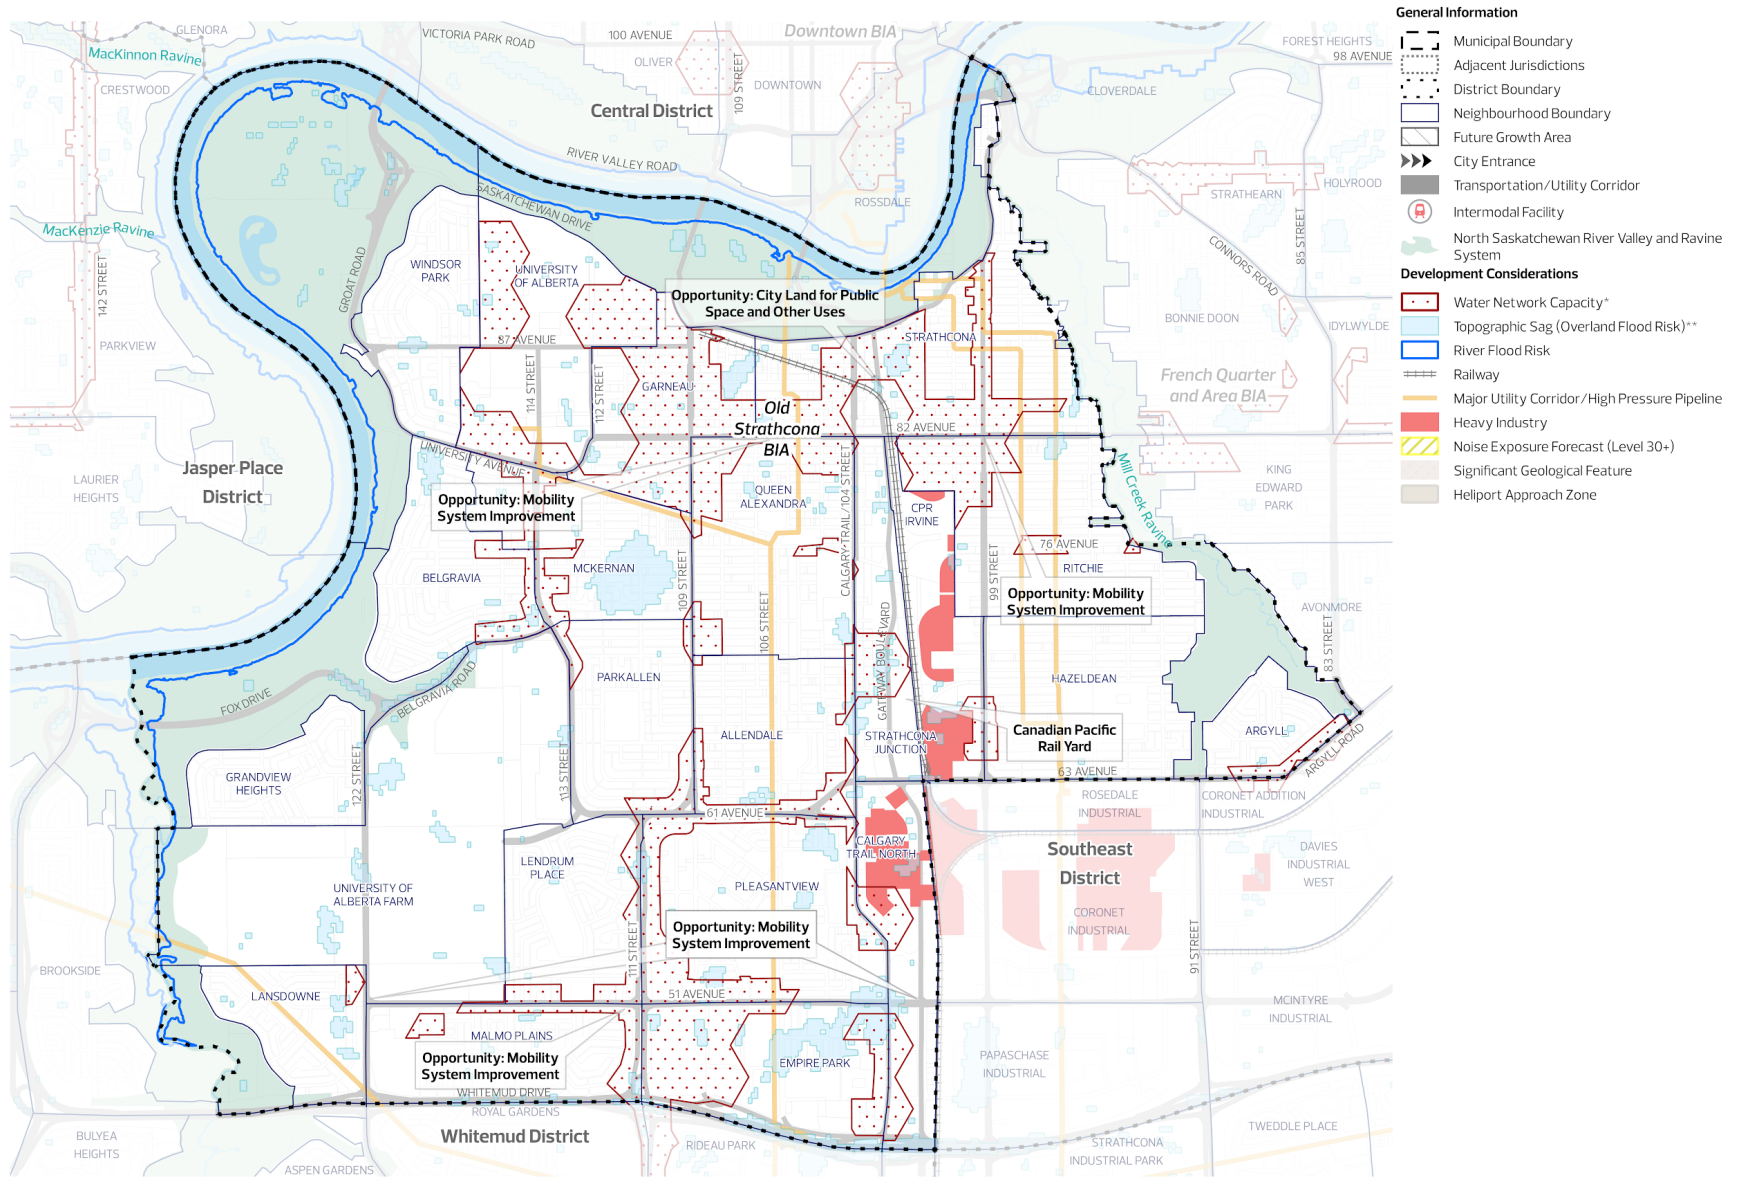 General Information
Municipal Boundary
Adjacent Jurisdictions
District Boundary
Neighbourhood Boundary
Future Growth Area
City Entrance
Transportation/Utility Corridor
Intermodal Facility
North Saskatchewan River Valley and Ravine
System
Development Considerations
Water Network Capacity*
Topographic Sag (Overland Flood Risk)**
River Flood Risk
Railway
Major Utility Corridor/High Pressure Pipeline
Heavy Industry
Noise Exposure Forecast (Level 30+)
Significant Geological Feature
Heliport Approach Zone
GLENORA
VICTORIA PARK ROAD
100 AVENUE
Downtown BIA
FOREST HEIGHTS
98 AVENUE
MacKinnon Ravine
OLIVER
109 STREET
DOWNTOWN
CRESTWOOD
CLOVERDALE
Central District
RIVER VALLEY ROAD
SASKATCHEWAN DRIVE
STRATHEARN
HOLYROOD
ROSSDALE
MacKenzie Ravine
142 STREET
GROAT ROAD
WINDSOR
PARK
UNIVERSITY
OF ALBERTA
CONNORS ROAD
85 STREET
Opportunity: City Land for Public
Space and Other Uses
BONNIE DOON
IDYLWYLDE
PARKVIEW
87 AVENUE
STRATHCONA
114 STREET
112 STREET
GARNEAU
French Quarter
and Area BIA
Old
Strathcona
BIA
82 AVENUE
UNIVERSITY AVENUE
Jasper Place
District
LAURIER
HEIGHTS
Mill Creek Ravine
KING
EDWARD
PARK
Opportunity: Mobility
System Improvement
QUEEN
ALEXANDRA
CALGARY TRAIL/104 STREET
CPR
IRVINE
76 AVENUE
BELGRAVIA
MCKERNAN
109 STREET
99 STREET
RITCHIE
Opportunity: Mobility
System Improvement
106 STREET
GATEWAY BOULEVARD
AVONMORE
83 STREET
PARKALLEN
HAZELDEAN
FOX DRIVE
BELGRAVIA ROAD
ALLENDALE
STRATHCONA
JUNCTION
Canadian Pacific
Rail Yard
ARGYLL
ARGYLL ROAD
GRANDVIEW
HEIGHTS
122 STREET
113 STREET
63 AVENUE
ROSEDALE
INDUSTRIAL
CORONET ADDITION
INDUSTRIAL
61 AVENUE
CALGARY
TRAIL NORTH
Southeast
District
DAVIES
INDUSTRIAL
WEST
LENDRUM
PLACE
UNIVERSITY OF
ALBERTA FARM
PLEASANTVIEW
CORONET
INDUSTRIAL
Opportunity: Mobility
System Improvement
111 STREET
91 STREET
BROOKSIDE
LANSDOWNE
51 AVENUE
MCINTYRE
INDUSTRIAL
MALMO PLAINS
Opportunity: Mobility
System Improvement
EMPIRE PARK
PAPASCHASE
INDUSTRIAL
WHITEMUD DRIVE
ROYAL GARDENS
Whitemud District
RIDEAU PARK
BULYEA
HEIGHTS
ASPEN GARDENS
STRATHCONA
INDUSTRIAL PARK
TWEDDLE PLACE